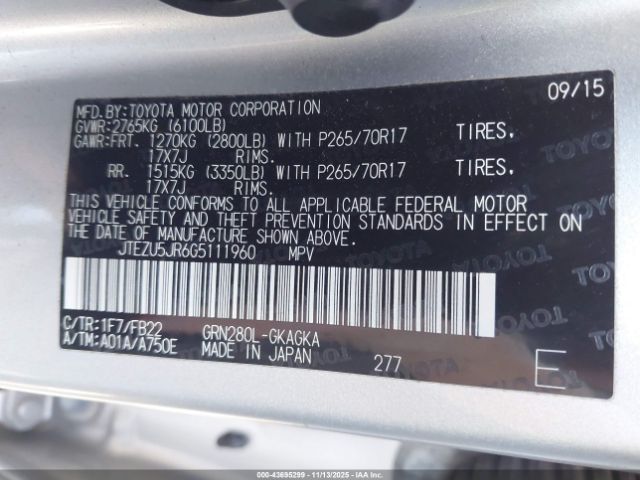 09/15
MFD.BY:TOYOTA MOTOR CORPORATION
GVWR:2765KG (6100LB)
GAWR:FRT. 1270KG (2800LB) WITH P265/70R17 TIRES,
17X7J RIMS.
RR. 1515KG (3350LB) WITH P265/70R17 TIRES,
17X7J RIMS.
THIS VEHICLE CONFORMS TO ALL APPLICABLE FEDERAL MOTOR
VEHICLE SAFETY AND THEFT PREVENTION STANDARDS IN EFFECT ON
THE DATE OF MANUFACTURE SHOWN ABOVE.
JTEZU5JR6G5111960 MPV
C/TR:1F7/FB22 GRN280L-GKAGKA
A/TM:A01A/A750E MADE IN JAPAN 277 E
TOYOTA
TOYOTA
TOYOTA
000-43695299 - 11/13/2025 - IAA Inc.